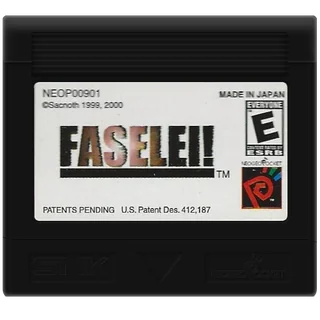 NEOP00901
©Sacnoth 1999, 2000
MADE IN JAPAN
EVERYONE
E
ESRB
NEOGEO POCKET
FASELEI!
TM
PATENTS PENDING U.S. Patent Des. 412,187
SNK